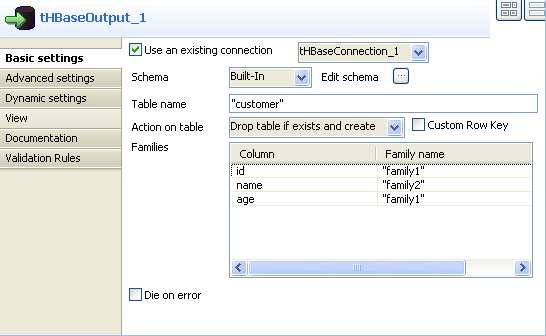 tHBaseOutput_1
Basic settings
Advanced settings
Dynamic settings
View
Documentation
Validation Rules
Use an existing connection tHBaseConnection_1
Schema Built-In Edit schema ...
Table name "customer"
Action on table Drop table if exists and create Custom Row Key
Families
Column Family name
id "family1"
name "family2"
age "family1"
Die on error